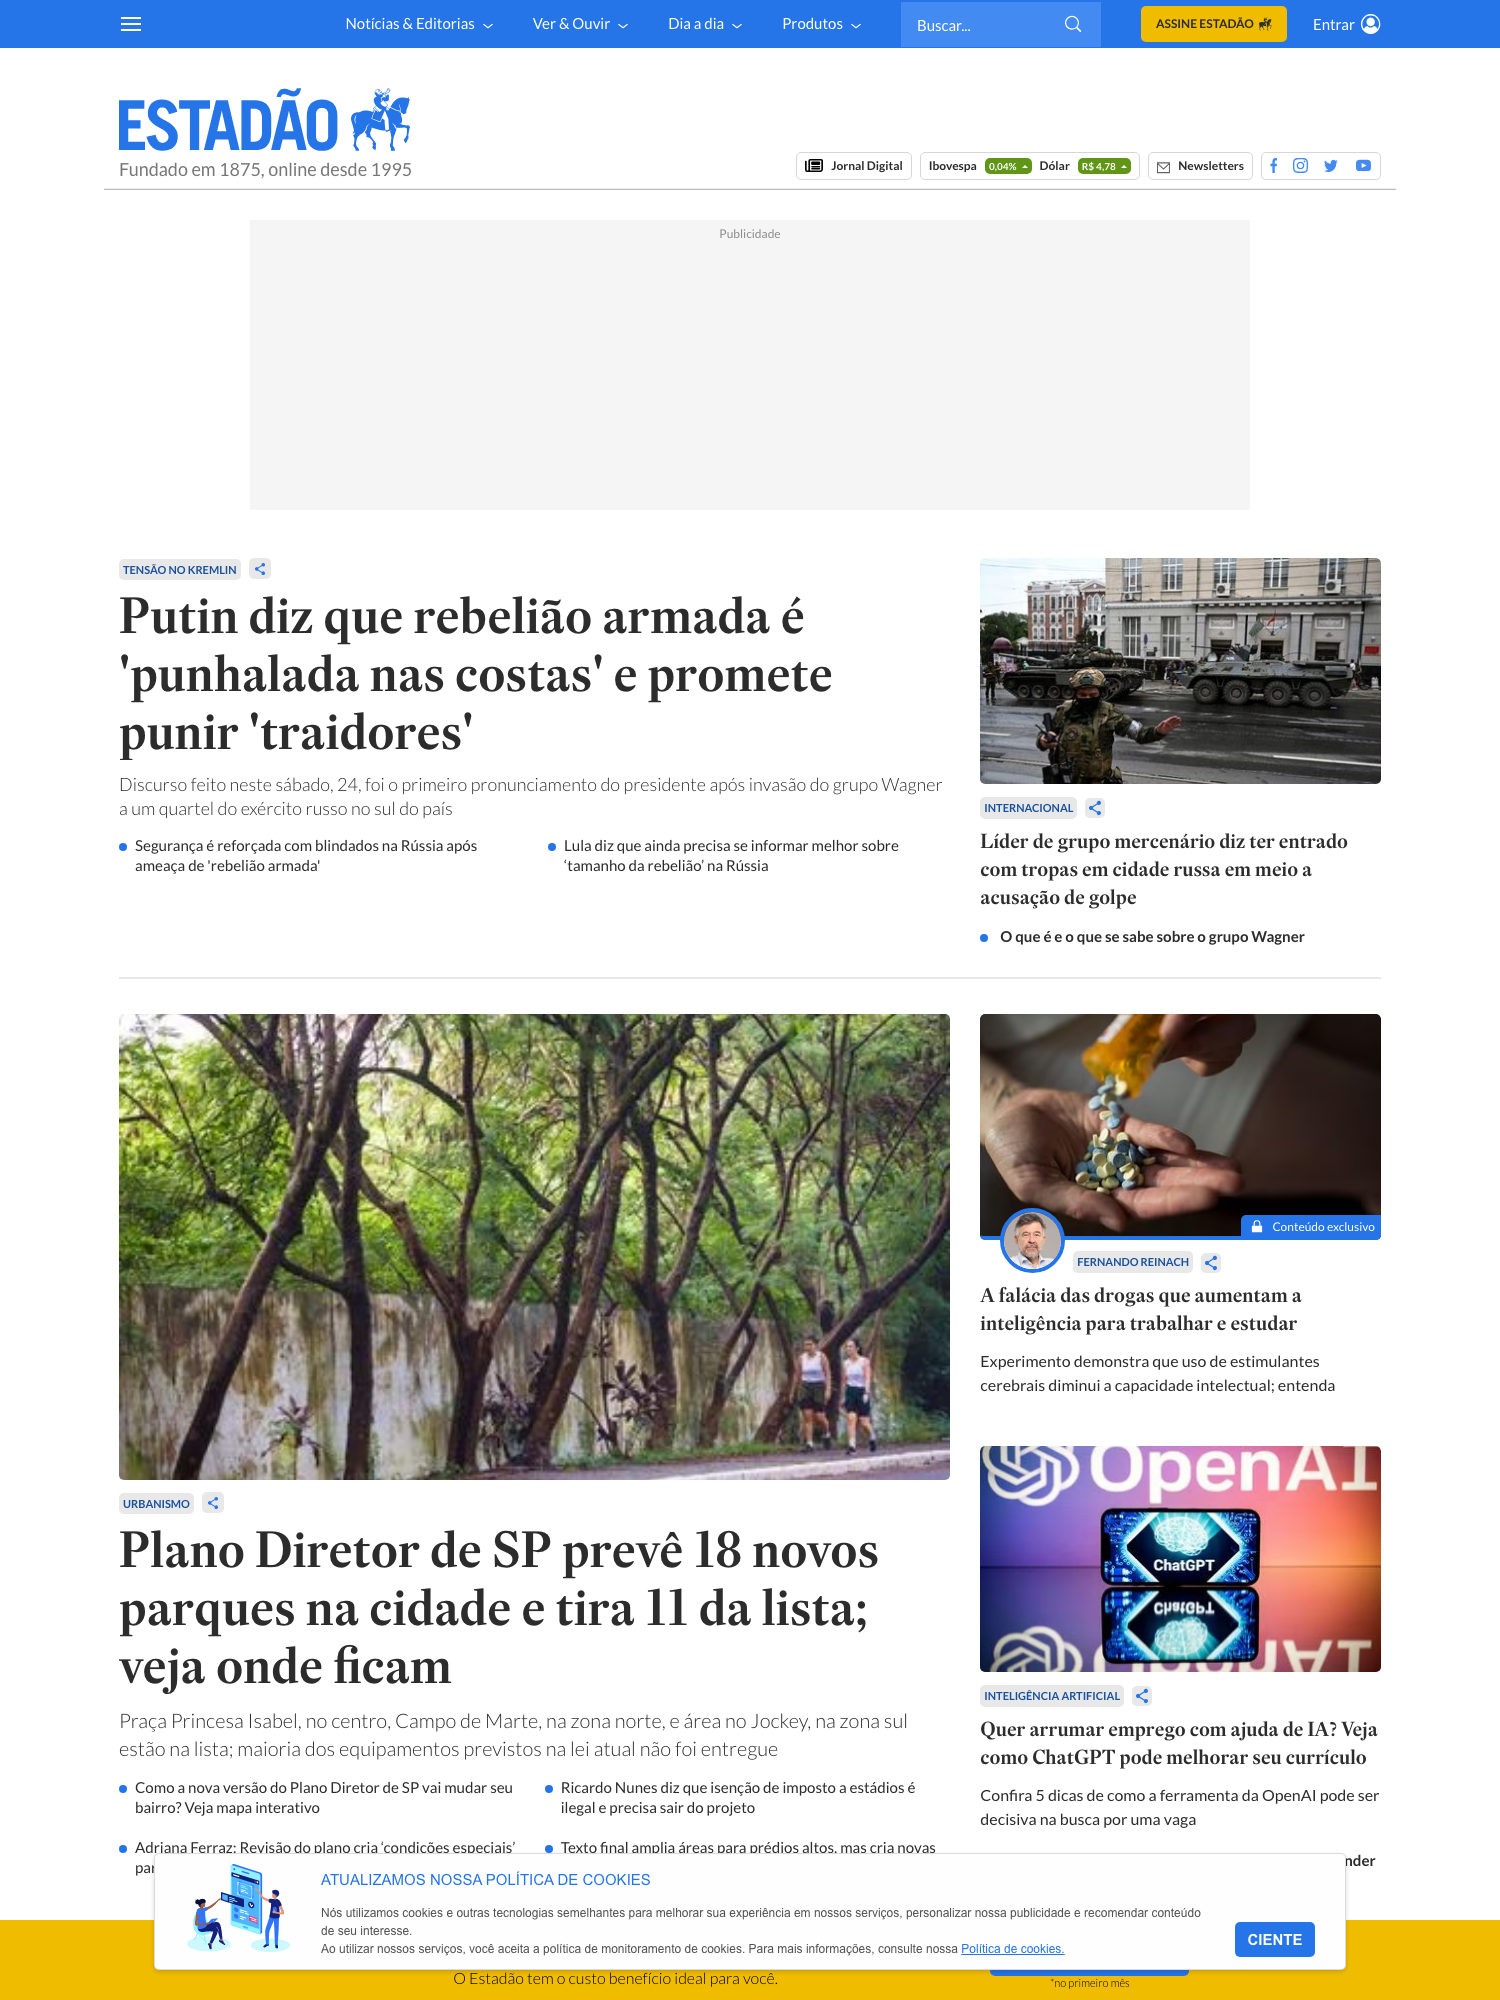 Notícias & Editorias
Ver & Ouvir
Dia a dia
Produtos
Buscar...
ASSINE ESTADÃO
Entrar
ESTADÃO
Fundado em 1875, online desde 1995
Jornal Digital
Ibovespa 0,04% Dólar R$ 4,78
Newsletters
Publicidade
TENSÃO NO KREMLIN
Putin diz que rebelião armada é
'punhalada nas costas' e promete
punir 'traidores'
Discurso feito neste sábado, 24, foi o primeiro pronunciamento do presidente após invasão do grupo Wagner
a um quartel do exército russo no sul do país
Segurança é reforçada com blindados na Rússia após
ameaça de 'rebelião armada'
Lula diz que ainda precisa se informar melhor sobre
‘tamanho da rebelião’ na Rússia
INTERNACIONAL
Líder de grupo mercenário diz ter entrado
com tropas em cidade russa em meio a
acusação de golpe
O que é e o que se sabe sobre o grupo Wagner
URBANISMO
Plano Diretor de SP prevê 18 novos
parques na cidade e tira 11 da lista;
veja onde ficam
Praça Princesa Isabel, no centro, Campo de Marte, na zona norte, e área no Jockey, na zona sul
estão na lista; maioria dos equipamentos previstos na lei atual não foi entregue
Como a nova versão do Plano Diretor de SP vai mudar seu
bairro? Veja mapa interativo
Ricardo Nunes diz que isenção de imposto a estádios é
ilegal e precisa sair do projeto
Adriana Ferraz: Revisão do plano cria ‘condições especiais’
par
Texto final amplia áreas para prédios altos, mas cria novas
Conteúdo exclusivo
FERNANDO REINACH
A falácia das drogas que aumentam a
inteligência para trabalhar e estudar
Experimento demonstra que uso de estimulantes
cerebrais diminui a capacidade intelectual; entenda
OpenAI
ChatGPT
ChatGPT
OpenAI
INTELIGÊNCIA ARTIFICIAL
Quer arrumar emprego com ajuda de IA? Veja
como ChatGPT pode melhorar seu currículo
Confira 5 dicas de como a ferramenta da OpenAI pode ser
decisiva na busca por uma vaga
nder
ATUALIZAMOS NOSSA POLÍTICA DE COOKIES
Nós utilizamos cookies e outras tecnologias semelhantes para melhorar sua experiência em nossos serviços, personalizar nossa publicidade e recomendar conteúdo
de seu interesse.
Ao utilizar nossos serviços, você aceita a política de monitoramento de cookies. Para mais informações, consulte nossa Política de cookies.
CIENTE
O Estadão tem o custo benefício ideal para você.
*no primeiro mês